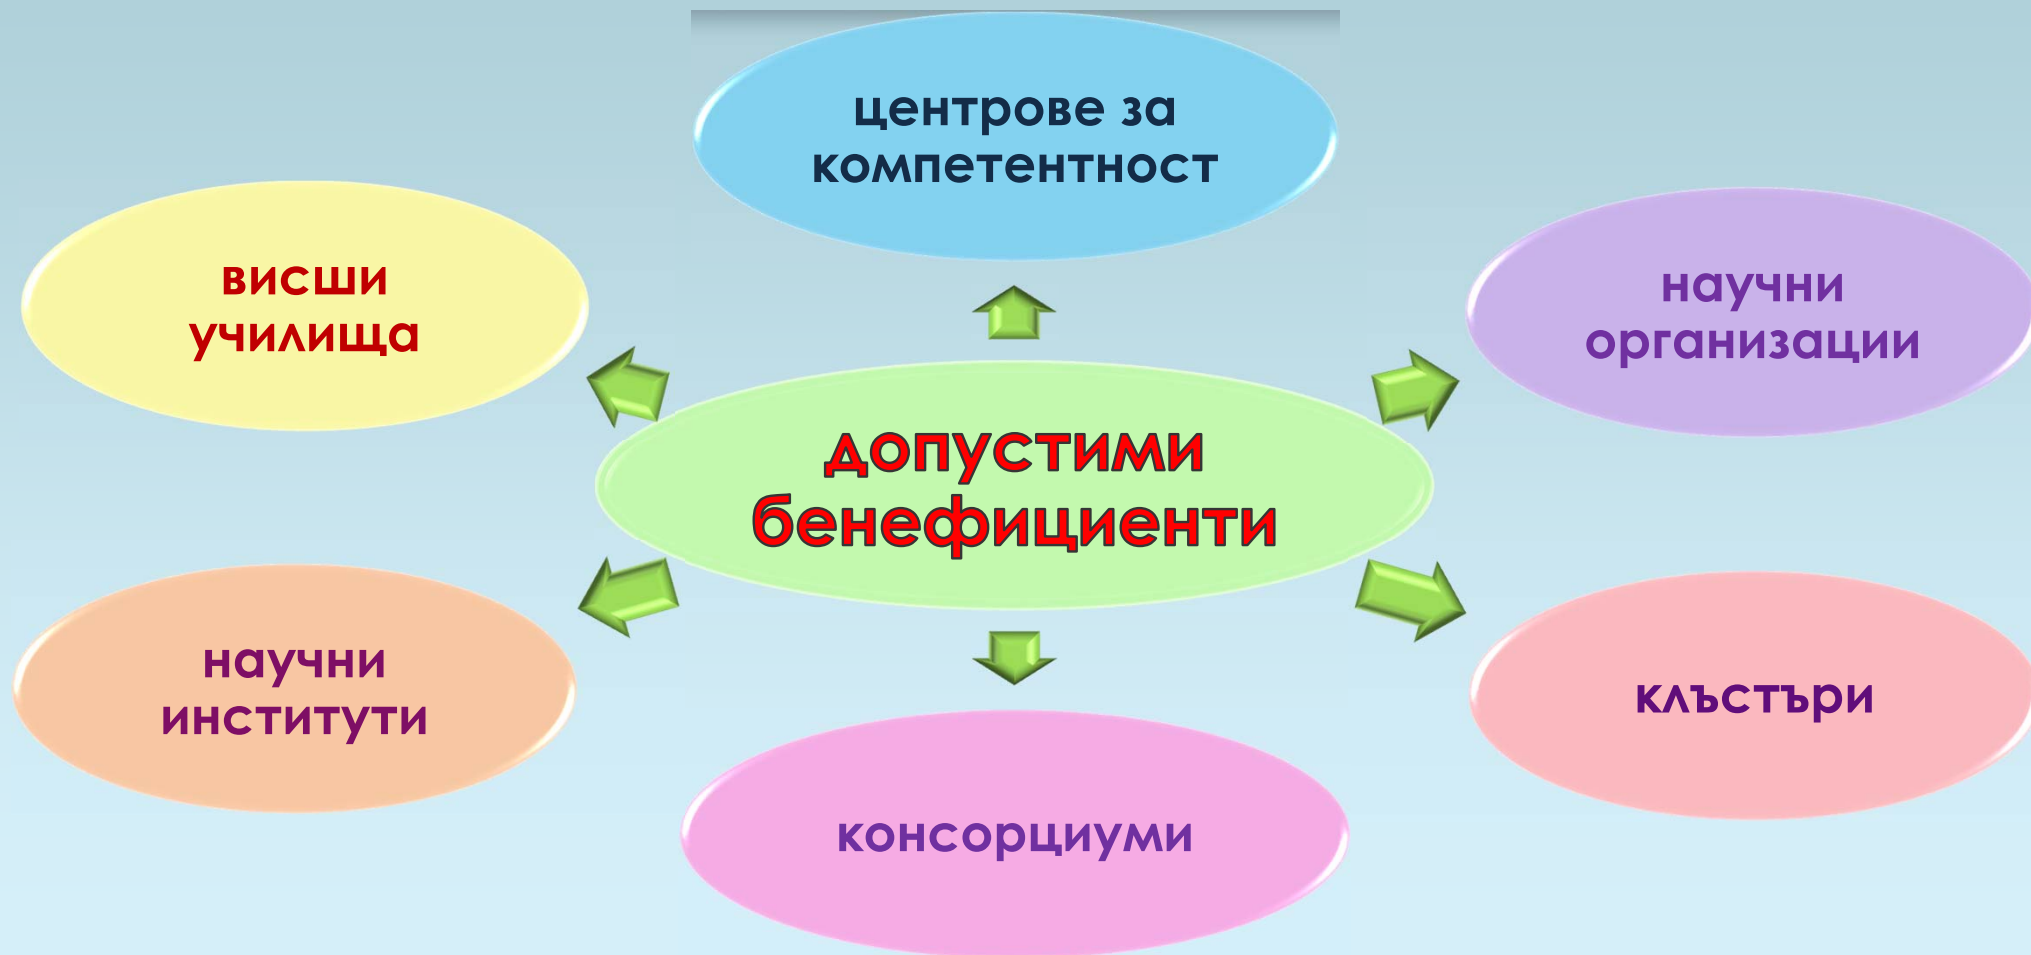 центрове за
компетентност
висши
училища
научни
организации
допустими
бенефициенти
научни
институти
клъстъри
консорциуми